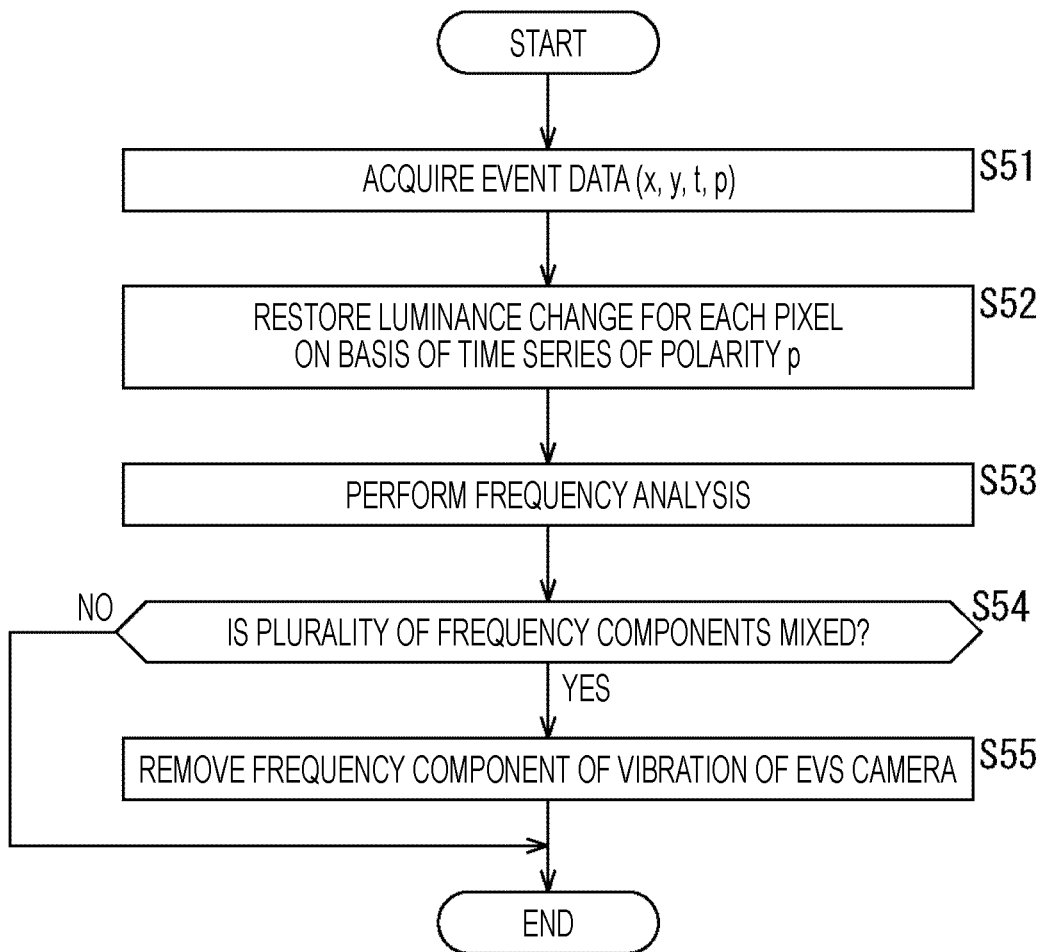 START
ACQUIRE EVENT DATA (x, y, t, p)
S51
RESTORE LUMINANCE CHANGE FOR EACH PIXEL
ON BASIS OF TIME SERIES OF POLARITY p
S52
PERFORM FREQUENCY ANALYSIS
S53
NO
IS PLURALITY OF FREQUENCY COMPONENTS MIXED?
S54
YES
REMOVE FREQUENCY COMPONENT OF VIBRATION OF EVS CAMERA
S55
END